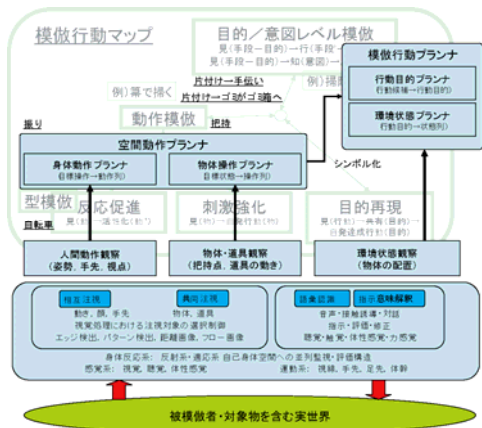 模倣行動マップ
目的／意図レベル模倣
見(手段－目的)→行(手段
見(手段－目的)→知(意図)→
模倣行動プランナ
行動目的プランナ
(行動候補→行動目的)
環境状態プランナ
(行動目的→状態列)
例)箒で掃く
片付け→手伝い
片付け→ゴミがゴミ箱へ
例)掃
動作模倣
振り
把持
空間動作プランナ
身体動作プランナ
(目標操作→動作列)
物体操作プランナ
(目標状態→操作列)
シンボル化
型模倣
反応促進
刺激強化
目的再現
見(行動)→共有(目的)→
自発達成行動(目的)
自転車
人間動作観察
(姿勢、手先、視点)
物体・道具観察
(把持点、道具の動き)
環境状態観察
(物体の配置)
相互注視
共同注視
語彙認識
指示意味解釈
動き、顔、手先
物体、道具
音声・接触誘導・対話
視覚処理における注視対象の選択制御
指示・評価・修正
エッジ検出、パターン検出、距離画像、フロー画像
聴覚・触覚・体性感覚・力感覚
身体反応系: 反射系・適応系 自己身体空間への並列監視・評価構造
感覚系: 視覚, 聴覚, 体性感覚
運動系: 視線, 手先, 足先, 体幹
被模倣者・対象物を含む実世界